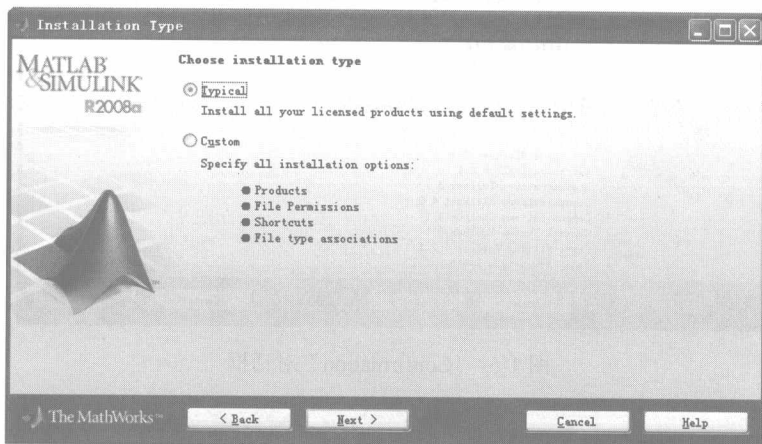 Installation Type
MATLAB
&SIMULINK
R2008a
Choose installation type
Typical
Install all your licensed products using default settings.
Custom
Specify all installation options:
Products
File Permissions
Shortcuts
File type associations
The MathWorks™
< Back
Next >
Cancel
Help